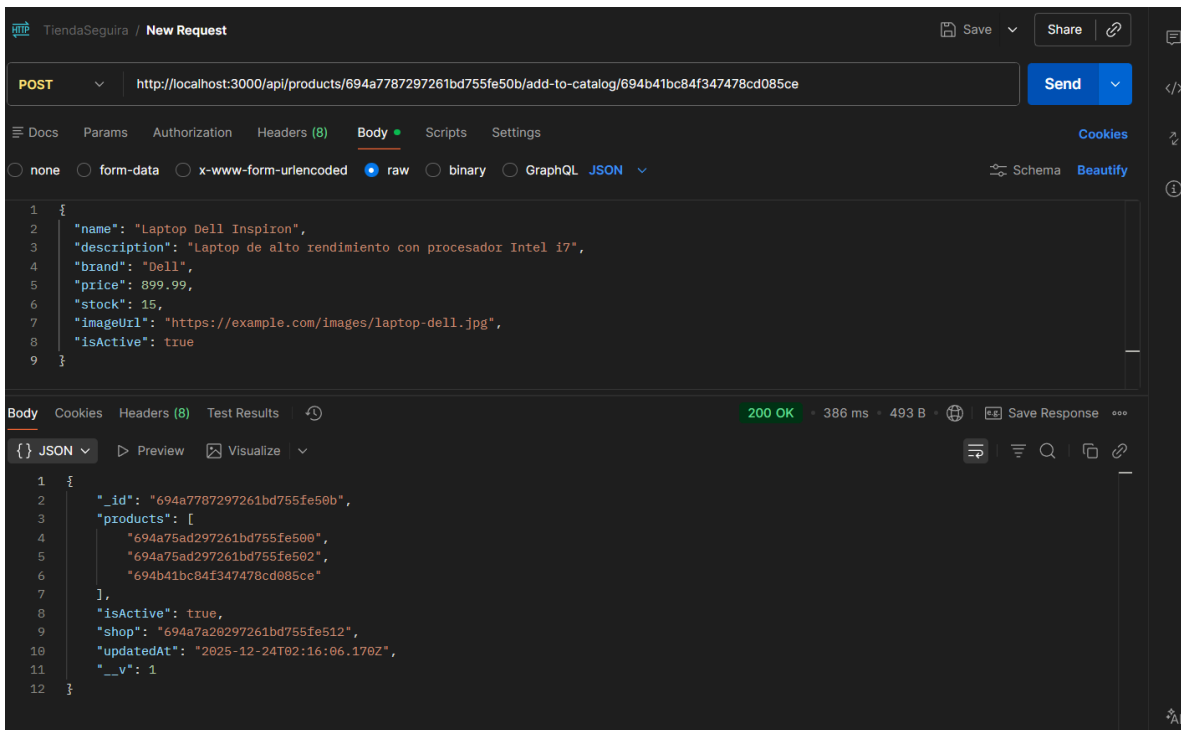 HTTP TiendaSeguira / New Request Save Share
POST http://localhost:3000/api/products/694a7787297261bd755fe50b/add-to-catalog/694b41bc84f347478cd085ce Send
Docs Params Authorization Headers (8) Body Scripts Settings Cookies
none form-data x-www-form-urlencoded raw binary GraphQL JSON Schema Beautify
1 {
2 "name": "Laptop Dell Inspiron",
3 "description": "Laptop de alto rendimiento con procesador Intel i7",
4 "brand": "Dell",
5 "price": 899.99,
6 "stock": 15,
7 "imageUrl": "https://example.com/images/laptop-dell.jpg",
8 "isActive": true
9 }
Body Cookies Headers (8) Test Results 200 OK 386 ms 493 B e.g. Save Response
{} JSON Preview Visualize
1 {
2 "_id": "694a7787297261bd755fe50b",
3 "products": [
4 "694a75ad297261bd755fe500",
5 "694a75ad297261bd755fe502",
6 "694b41bc84f347478cd085ce"
7 ],
8 "isActive": true,
9 "shop": "694a7a20297261bd755fe512",
10 "updatedAt": "2025-12-24T02:16:06.170Z",
11 "__v": 1
12 }